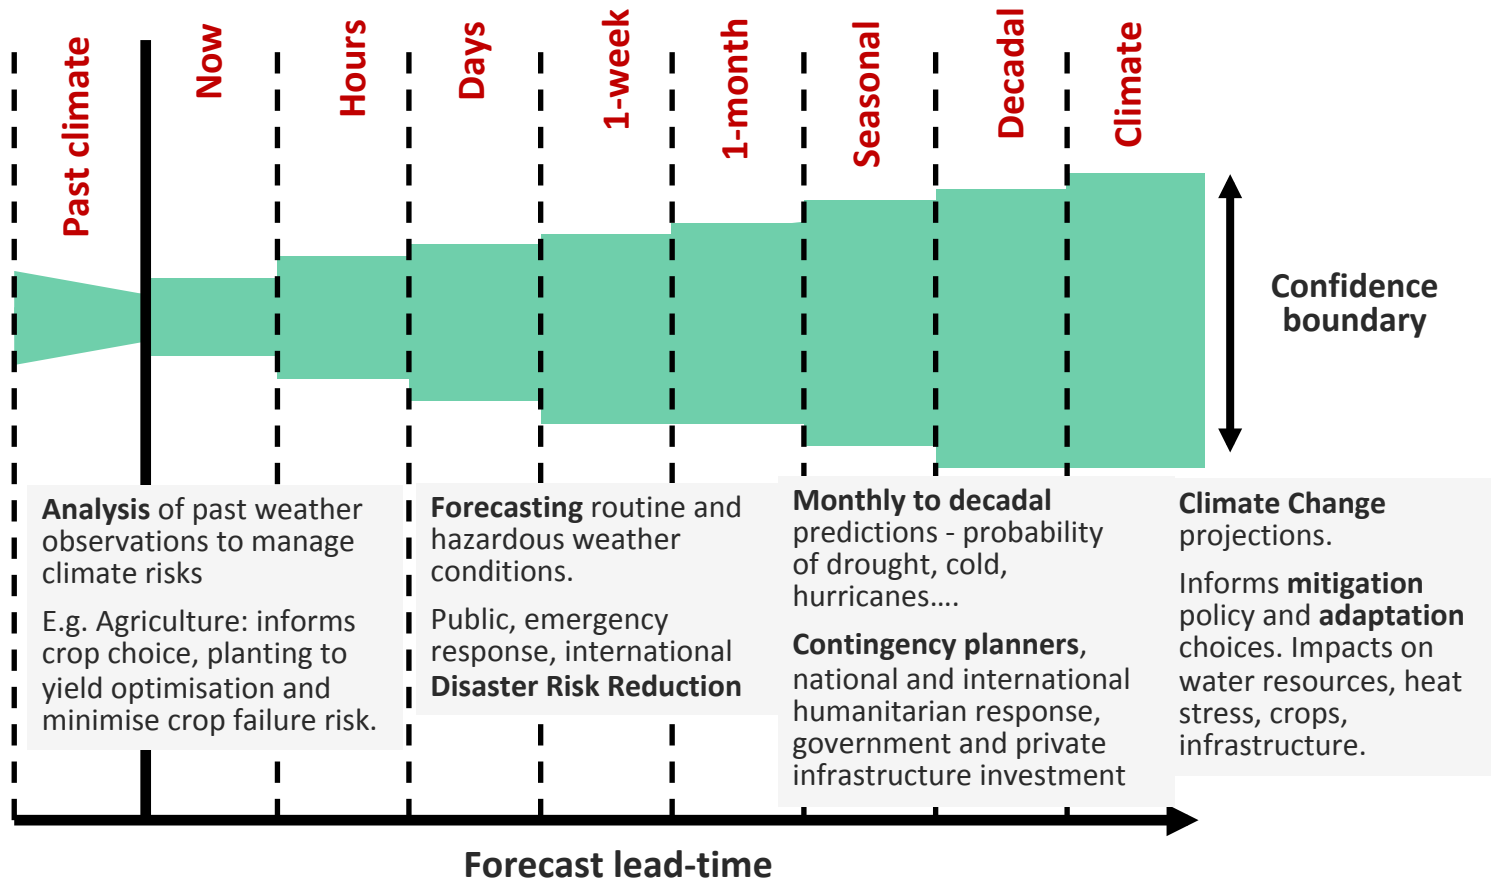 Past climate
Now
Hours
Days
1-week
1-month
Seasonal
Decadal
Climate
Confidence
boundary
Analysis of past weather
observations to manage
climate risks
E.g. Agriculture: informs
crop choice, planting to
yield optimisation and
minimise crop failure risk.
Forecasting routine and
hazardous weather
conditions.
Public, emergency
response, international
Disaster Risk Reduction
Monthly to decadal
predictions - probability
of drought, cold,
hurricanes....
Contingency planners,
national and international
humanitarian response,
government and private
infrastructure investment
Climate Change
projections.
Informs mitigation
policy and adaptation
choices. Impacts on
water resources, heat
stress, crops,
infrastructure.
Forecast lead-time